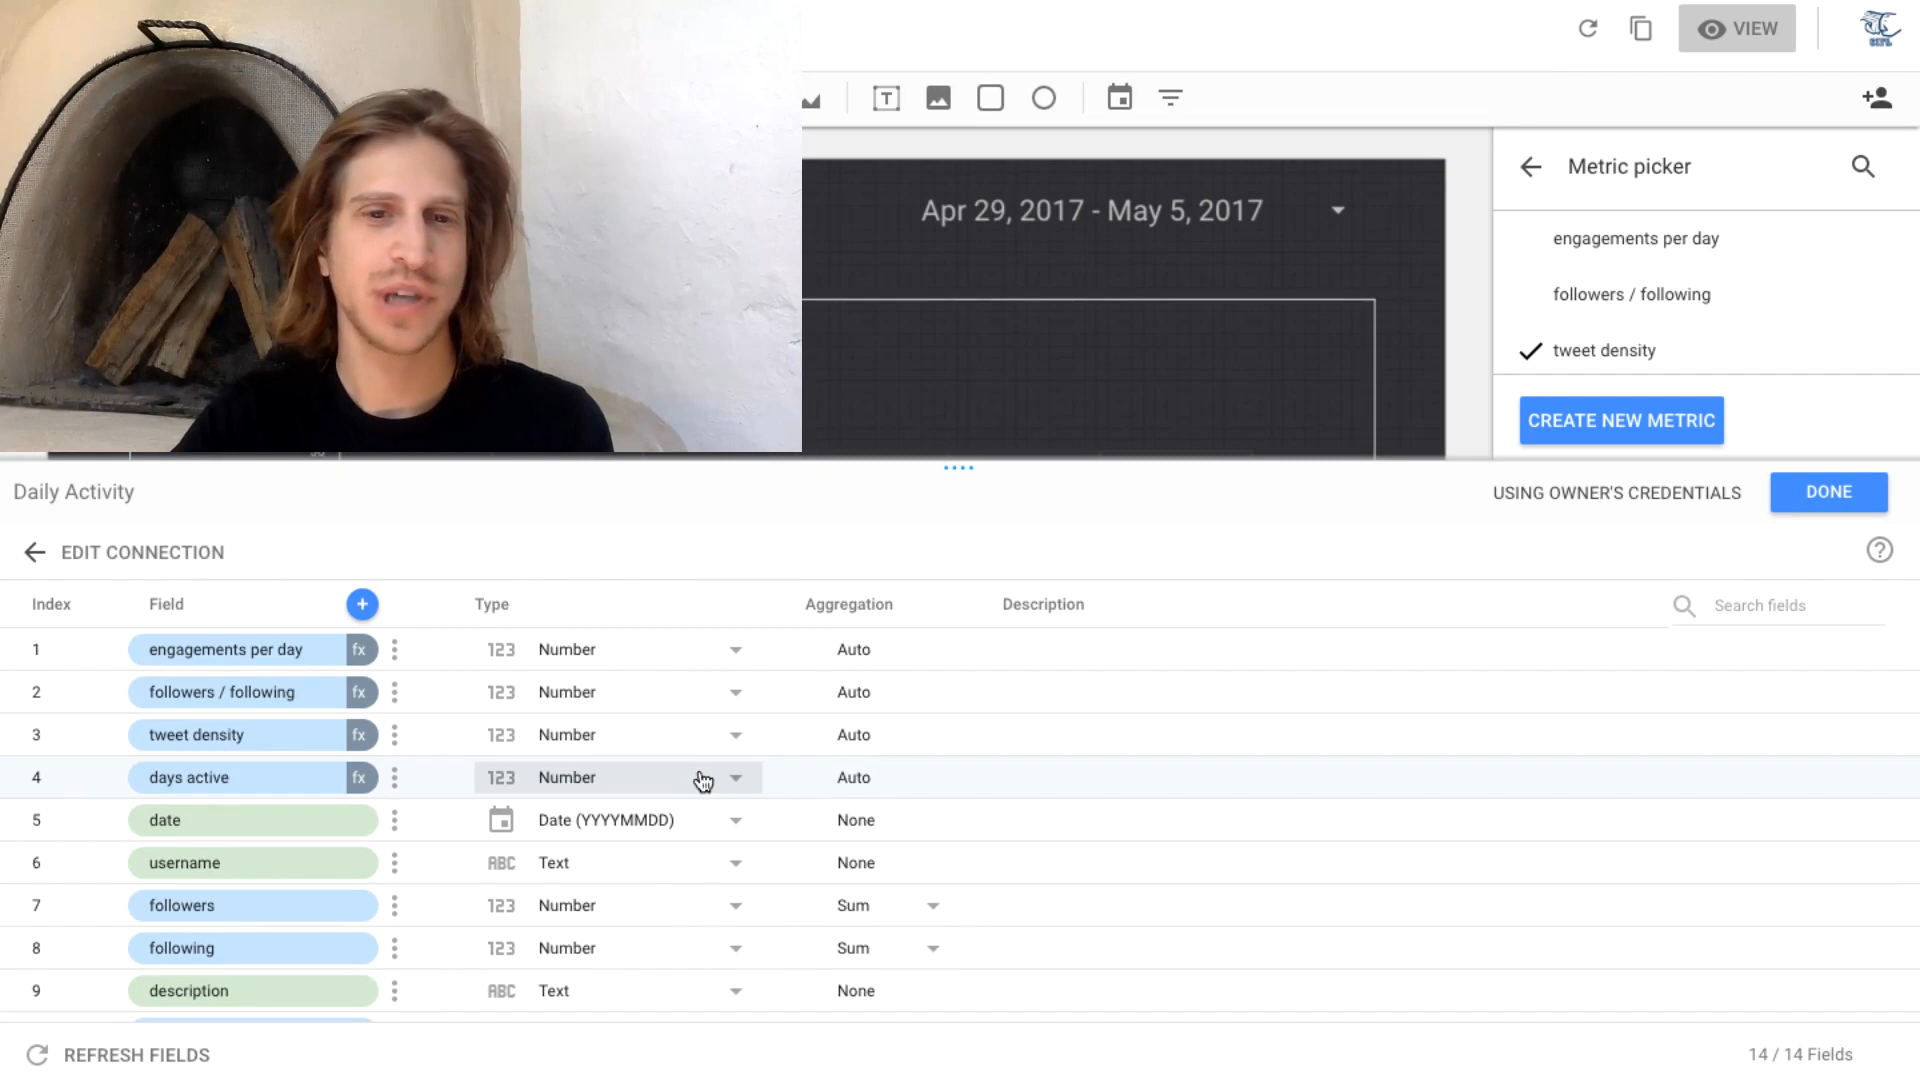 VIEW
T
Apr 29, 2017 - May 5, 2017
Metric picker
engagements per day
followers / following
tweet density
CREATE NEW METRIC
Daily Activity
USING OWNER'S CREDENTIALS
DONE
EDIT CONNECTION
Index Field Type Aggregation Description Search fields
1 engagements per day fx 123 Number Auto
2 followers / following fx 123 Number Auto
3 tweet density fx 123 Number Auto
4 days active fx 123 Number Auto
5 date Date (YYYYMMDD) None
6 username ABC Text None
7 followers 123 Number Sum
8 following 123 Number Sum
9 description ABC Text None
REFRESH FIELDS
14 / 14 Fields